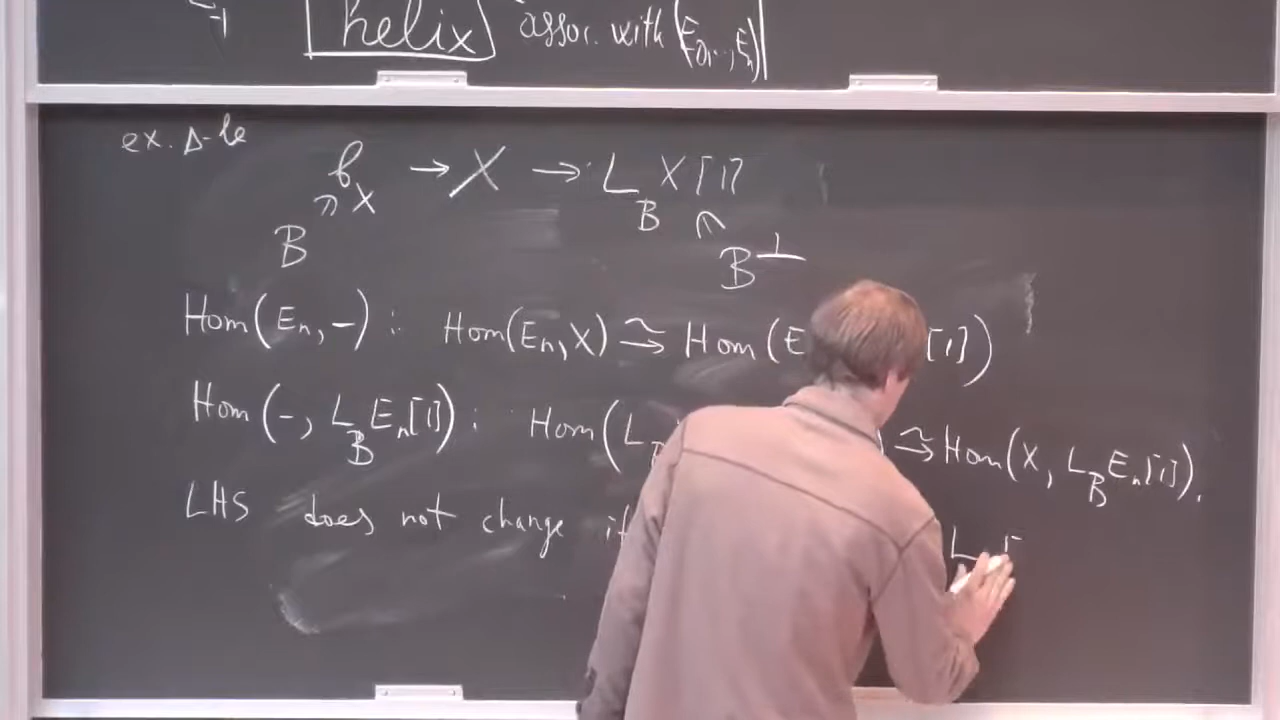 -1 helix assoc. with (E_0, .., E_n)
ex. Δ-le
b_X → X → L_B X[1]
B B^⊥
Hom(E_n, -) : Hom(E_n, X) ⥲ Hom(E [1])
Hom(-, L_B E_n[1]) : Hom(L ⥲ Hom(X, L_B E_n[1]).
LHS does not change if L